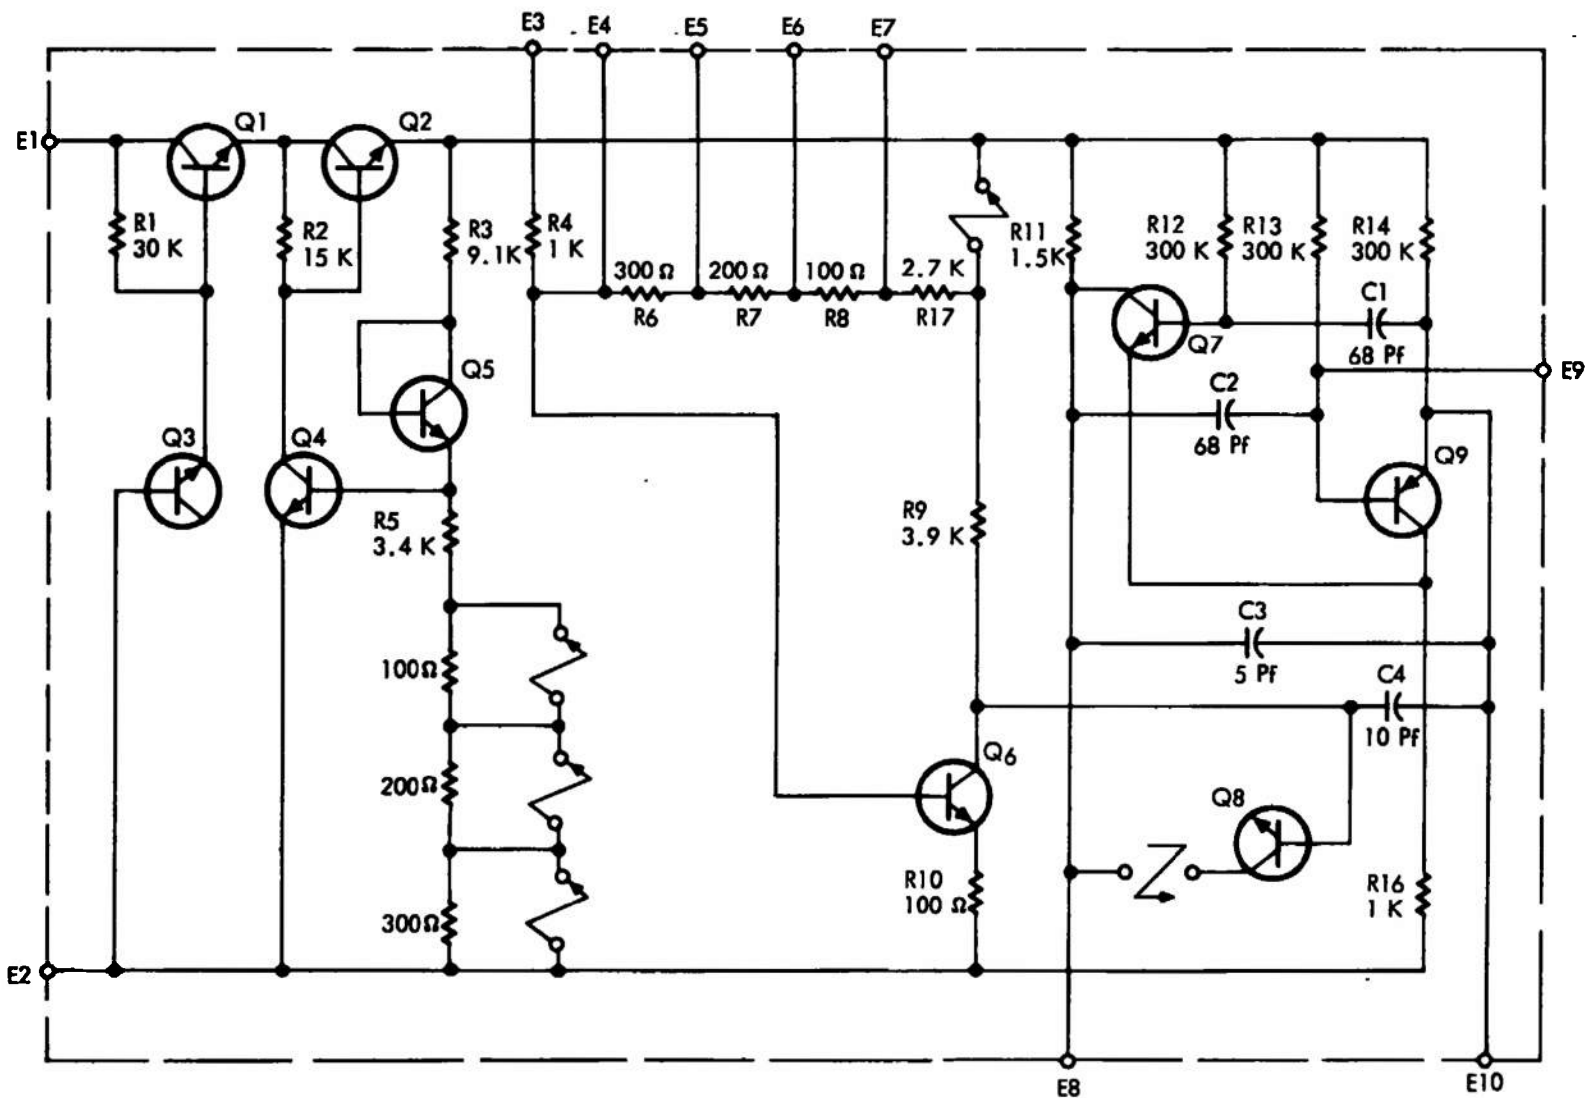 E3
E4
E5
E6
E7
E1
Q1
Q2
R1
30 K
R2
15 K
R3
9.1K
R4
1 K
300 Ω
R6
200 Ω
R7
100 Ω
R8
2.7 K
R17
R11
1.5K
R12
300 K
R13
300 K
R14
300 K
C1
68 Pf
Q7
E9
C2
68 Pf
Q5
Q3
Q4
Q9
R5
3.4 K
R9
3.9 K
C3
5 Pf
100Ω
C4
10 Pf
200Ω
Q6
Q8
300Ω
R10
100 Ω
R16
1 K
E2
E8
E10